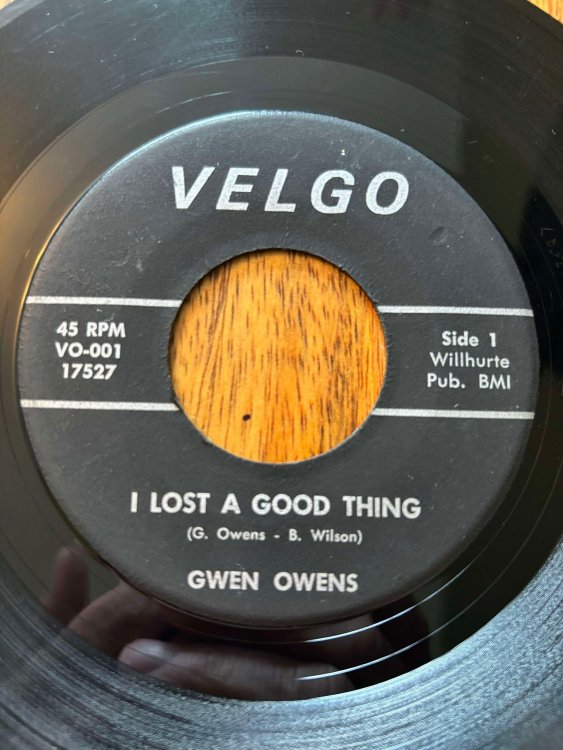 VELGO
45 RPM
VO-001
17527
Side 1
Willhurte
Pub. BMI
I LOST A GOOD THING
(G. Owens - B. Wilson)
GWEN OWENS